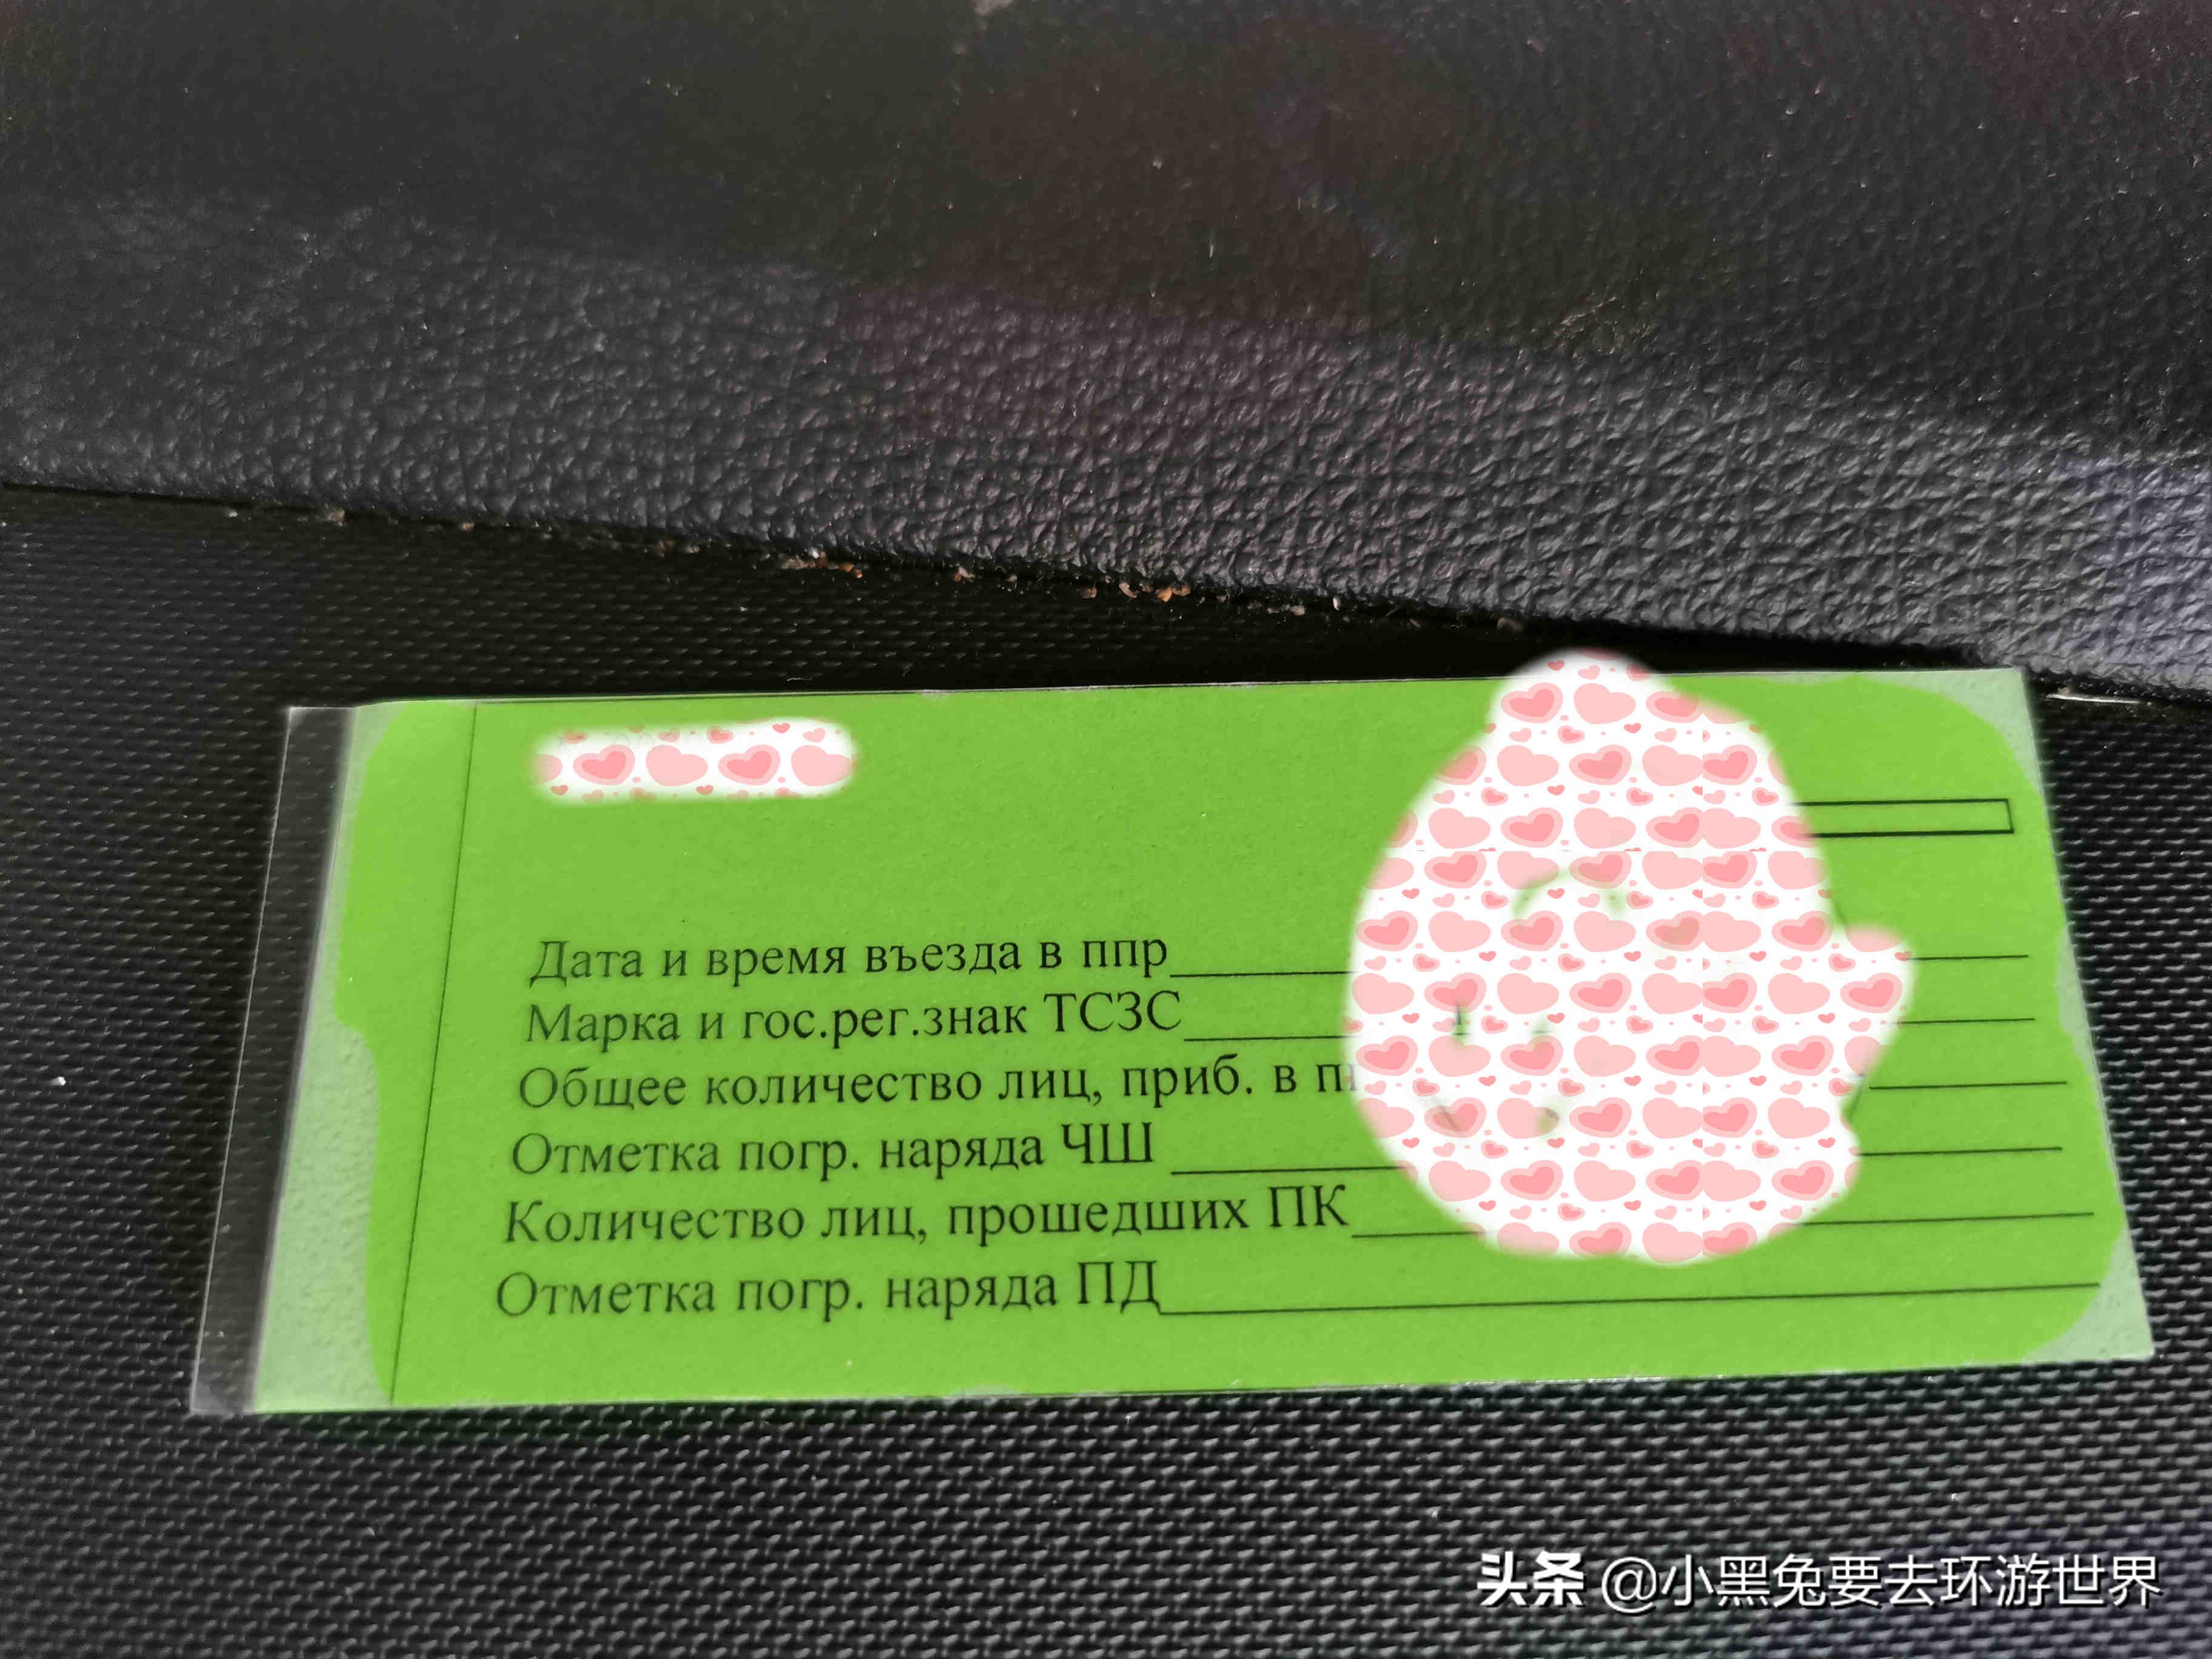 Дата и время въезда в ппр
Марка и гос.рег.знак ТСЗС
Общее количество лиц, приб. в
Отметка погр. наряда ЧШ
Количество лиц, прошедших ПК
Отметка погр. наряда ПД
头条 @小黑兔要去环游世界